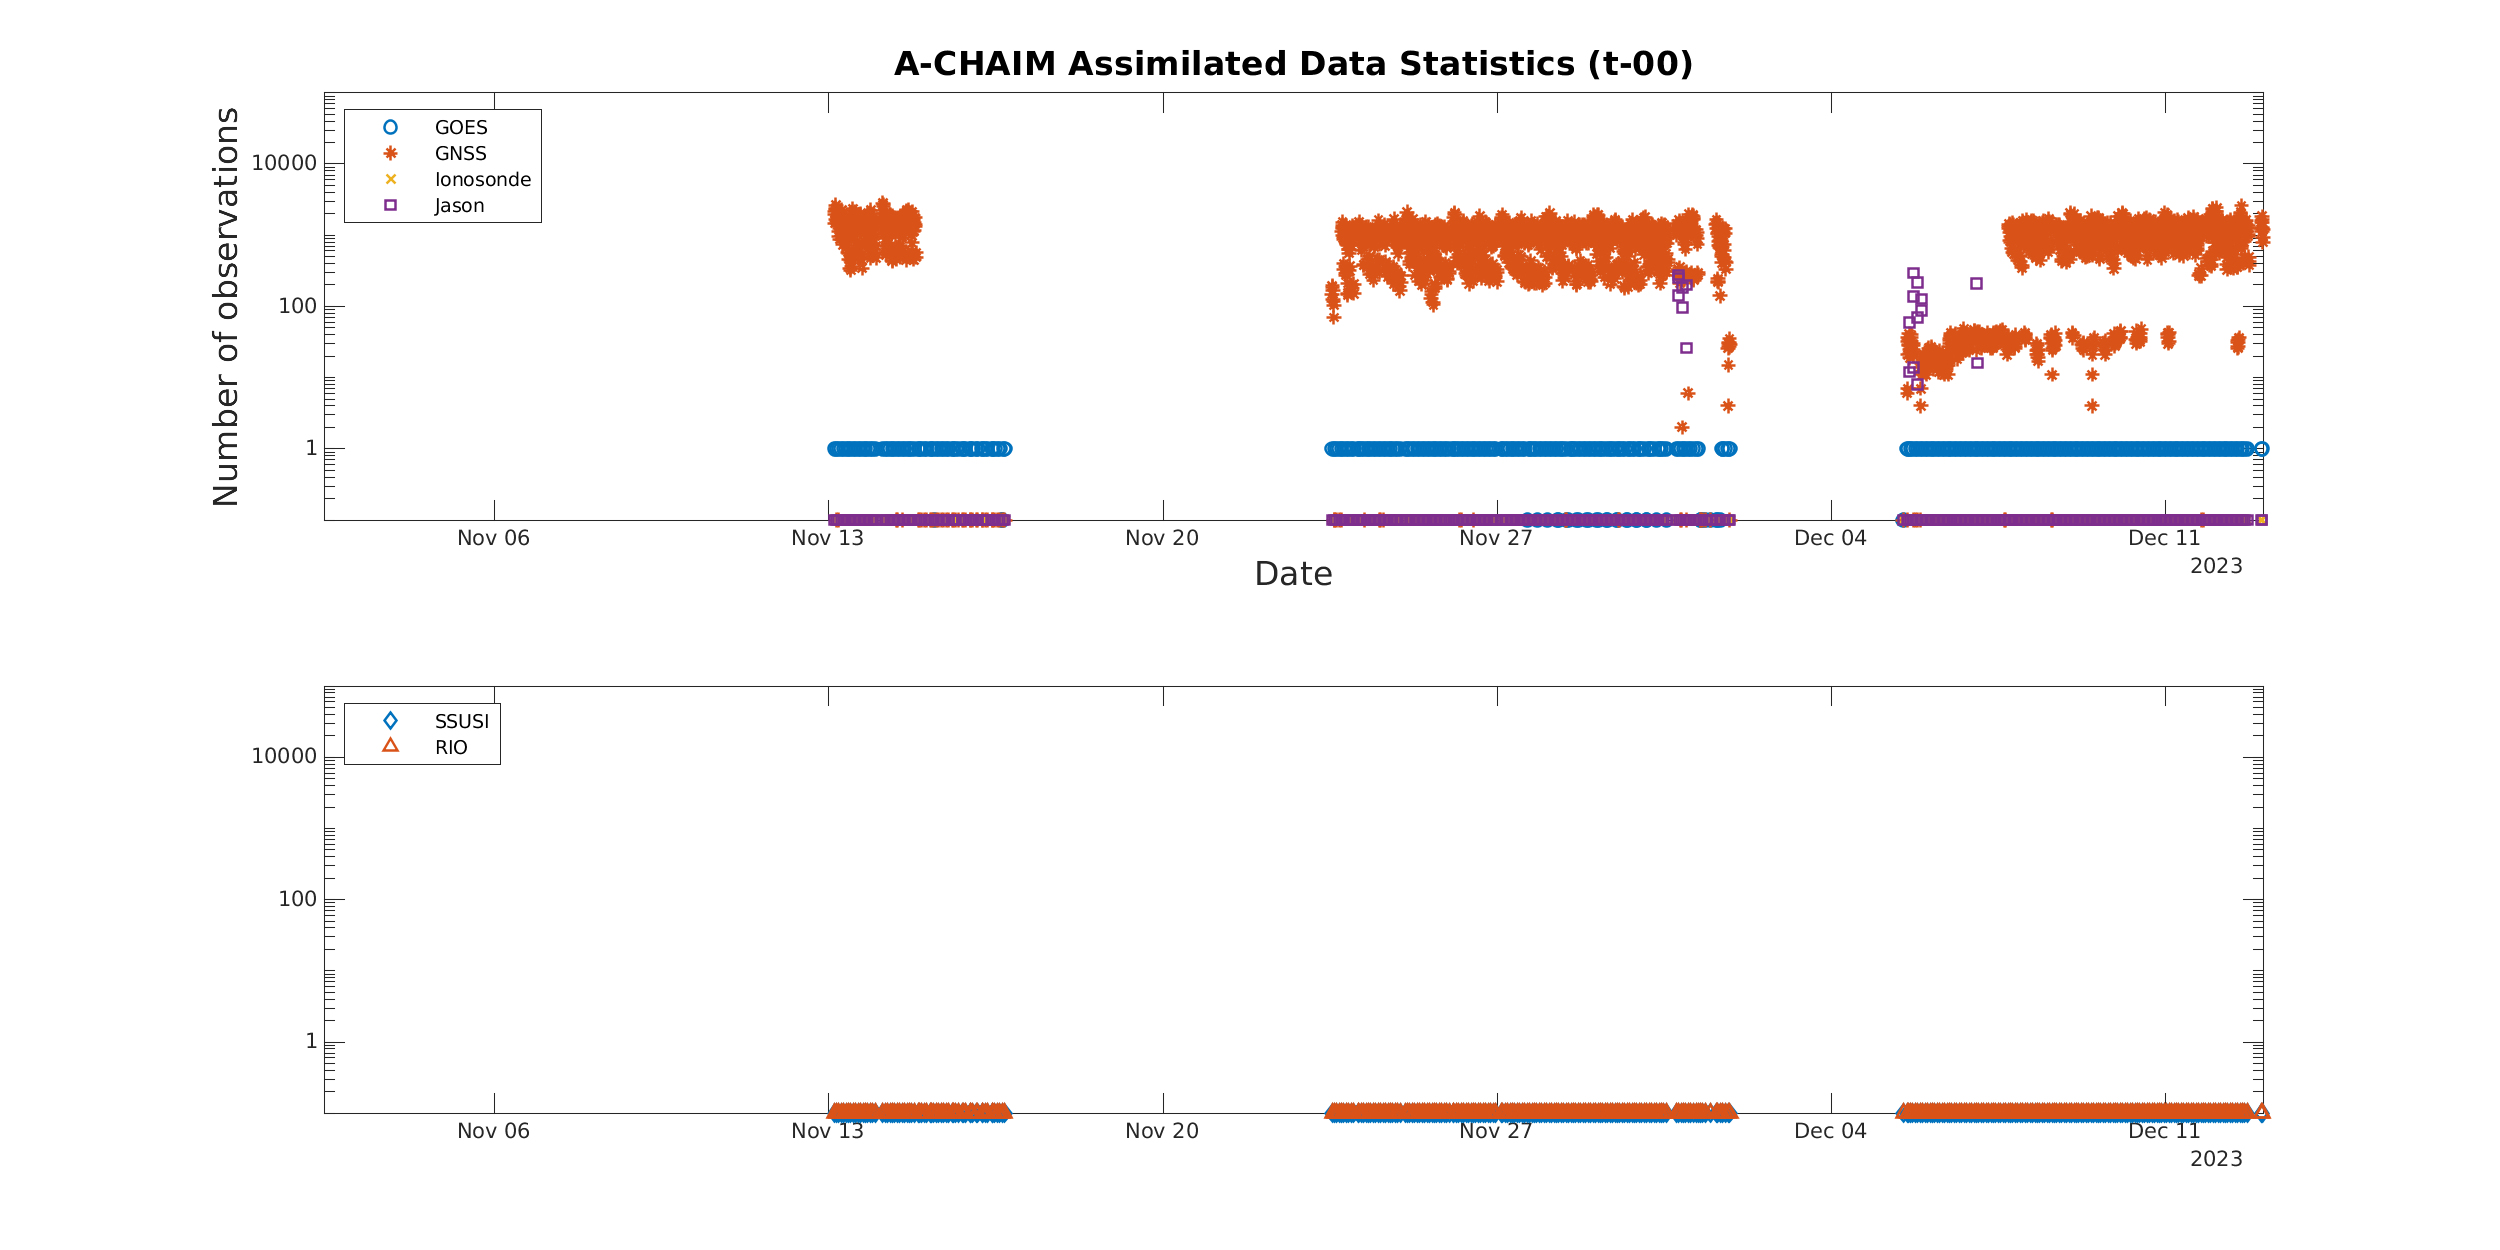 A-CHAIM Assimilated Data Statistics (t-00)
Number of observations
GOES
GNSS
Ionosonde
Jason
10000
100
1
Nov 06 Nov 13 Nov 20 Nov 27 Dec 04 Dec 11
2023
Date
SSUSI
RIO
10000
100
1
Nov 06 Nov 13 Nov 20 Nov 27 Dec 04 Dec 11
2023